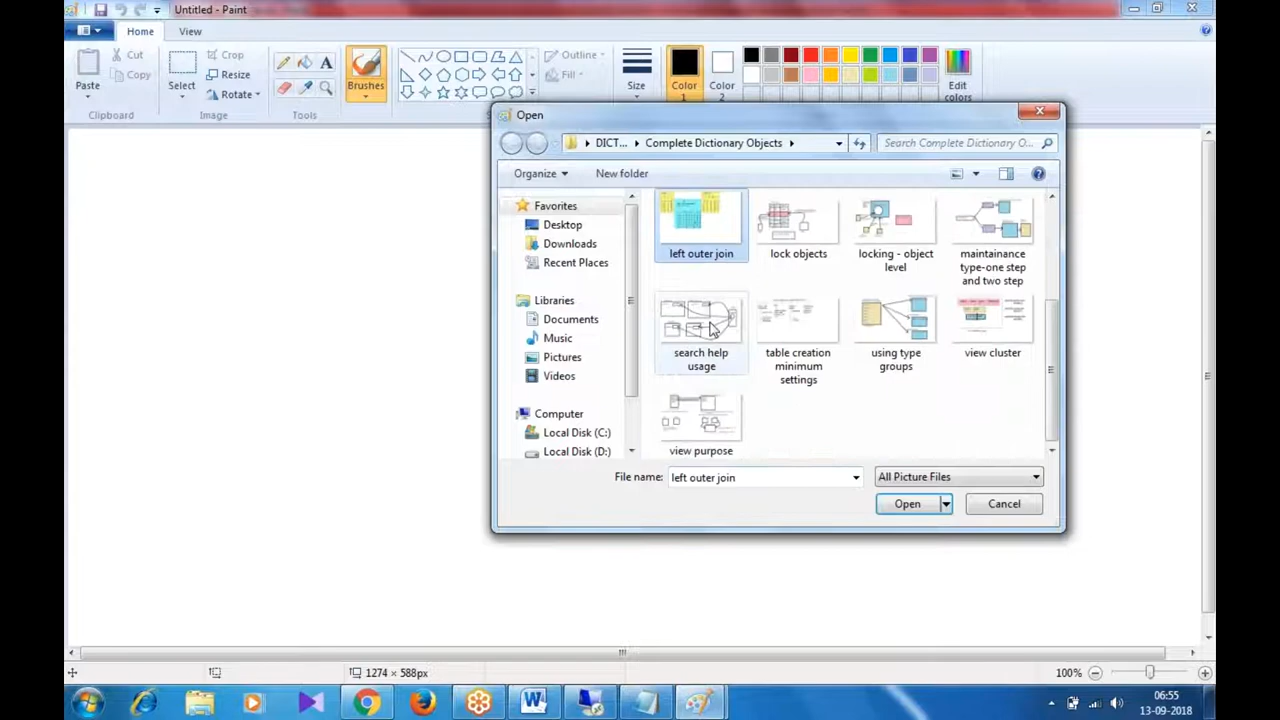 Untitled - Paint
Home
View
Paste
Cut
Copy
Clipboard
Select
Crop
Resize
Rotate
Image
A
Tools
Brushes
Shapes
Outline
Fill
Size
Color
1
Color
2
Edit
colors
Open
DICT...
Complete Dictionary Objects
Search Complete Dictionary O...
Organize
New folder
Favorites
Desktop
Downloads
Recent Places
Libraries
Documents
Music
Pictures
Videos
Computer
Local Disk (C:)
Local Disk (D:)
left outer join
lock objects
locking - object
level
maintainance
type-one step
and two step
search help
usage
table creation
minimum
settings
using type
groups
view cluster
view purpose
File name:
left outer join
All Picture Files
Open
Cancel
1274 × 588px
100%
06:55
13-09-2018